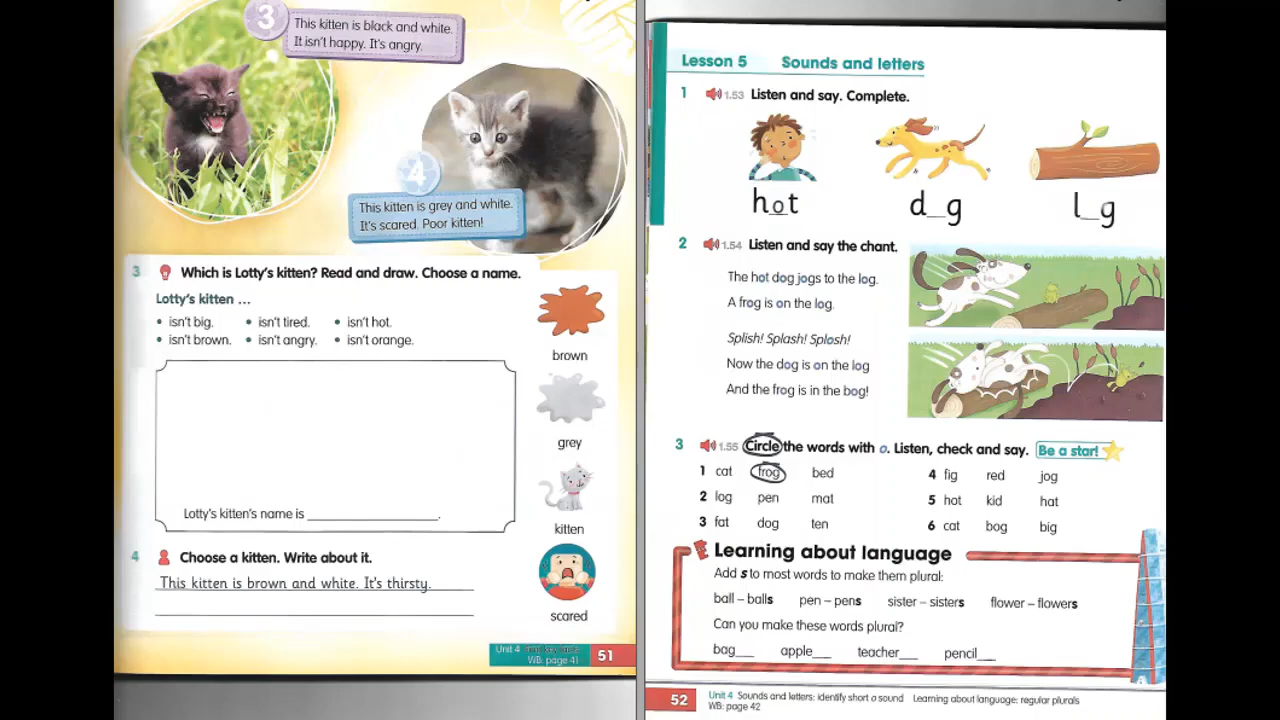 3
This kitten is black and white.
It isn't happy. It's angry.
4
This kitten is grey and white.
It's scared. Poor kitten!
3 Which is Lotty's kitten? Read and draw. Choose a name.
Lotty's kitten ...
• isn't big. • isn't tired. • isn't hot.
• isn't brown. • isn't angry. • isn't orange.
brown
grey
kitten
scared
Lotty's kitten's name is ____________________.
4 Choose a kitten. Write about it.
This kitten is brown and white. It's thirsty.
Unit 4
WB: page 41
51
Lesson 5 Sounds and letters
1 1.53 Listen and say. Complete.
hot d_g l_g
2 1.54 Listen and say the chant.
The hot dog jogs to the log.
A frog is on the log.
Splish! Splash! Splosh!
Now the dog is on the log
And the frog is in the bog!
3 1.55 Circle the words with o. Listen, check and say. Be a star!
1 cat frog bed
2 log pen mat
3 fat dog ten
4 fig red jog
5 hot kid hat
6 cat bog big
Learning about language
Add s to most words to make them plural:
ball – balls pen – pens sister – sisters flower – flowers
Can you make these words plural?
bag___ apple___ teacher___ pencil___
52 Unit 4 Sounds and letters: identify short o sound Learning about language: regular plurals
WB: page 42